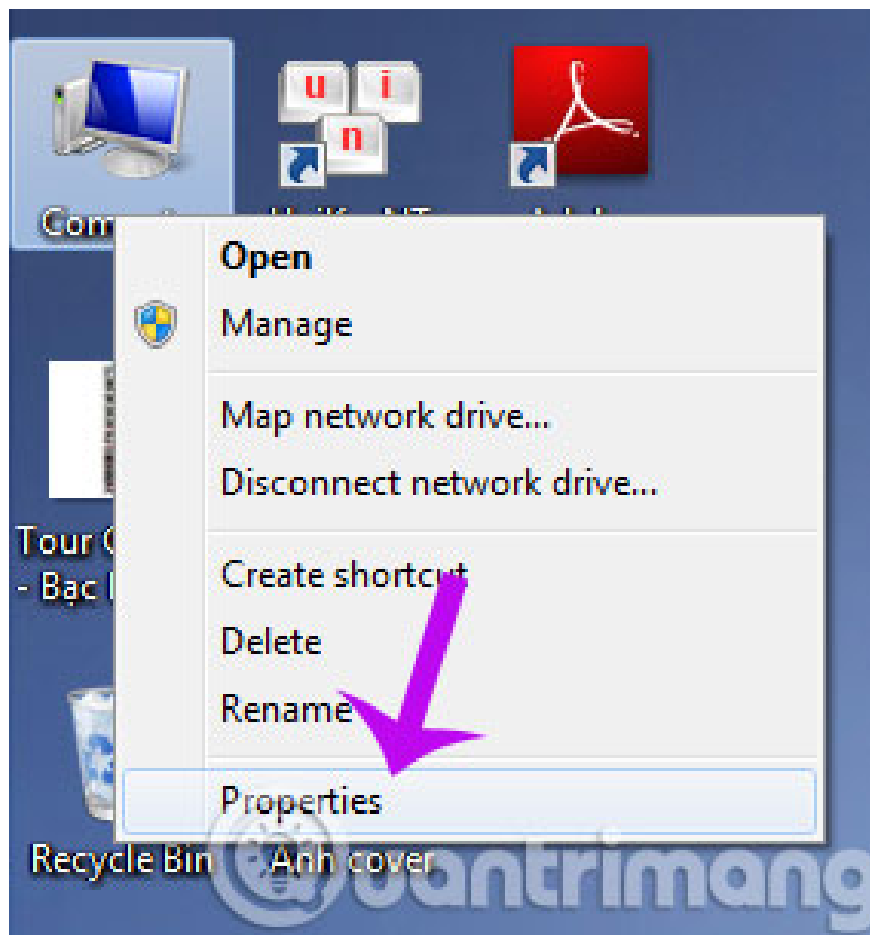 u i
n
Open
Manage
Map network drive...
Disconnect network drive...
Tour
- Bạc
Create shortcut
Delete
Rename
Properties
Recycle Bin
Anh cover
uantrimang